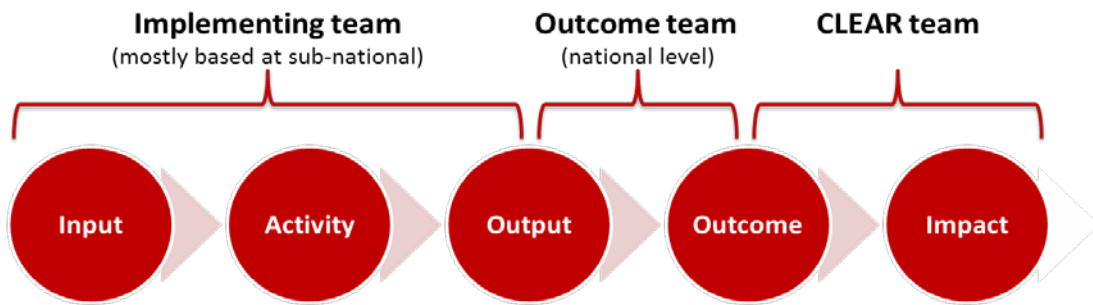 Implementing team
(mostly based at sub-national)
Outcome team
(national level)
CLEAR team
Input
Activity
Output
Outcome
Impact